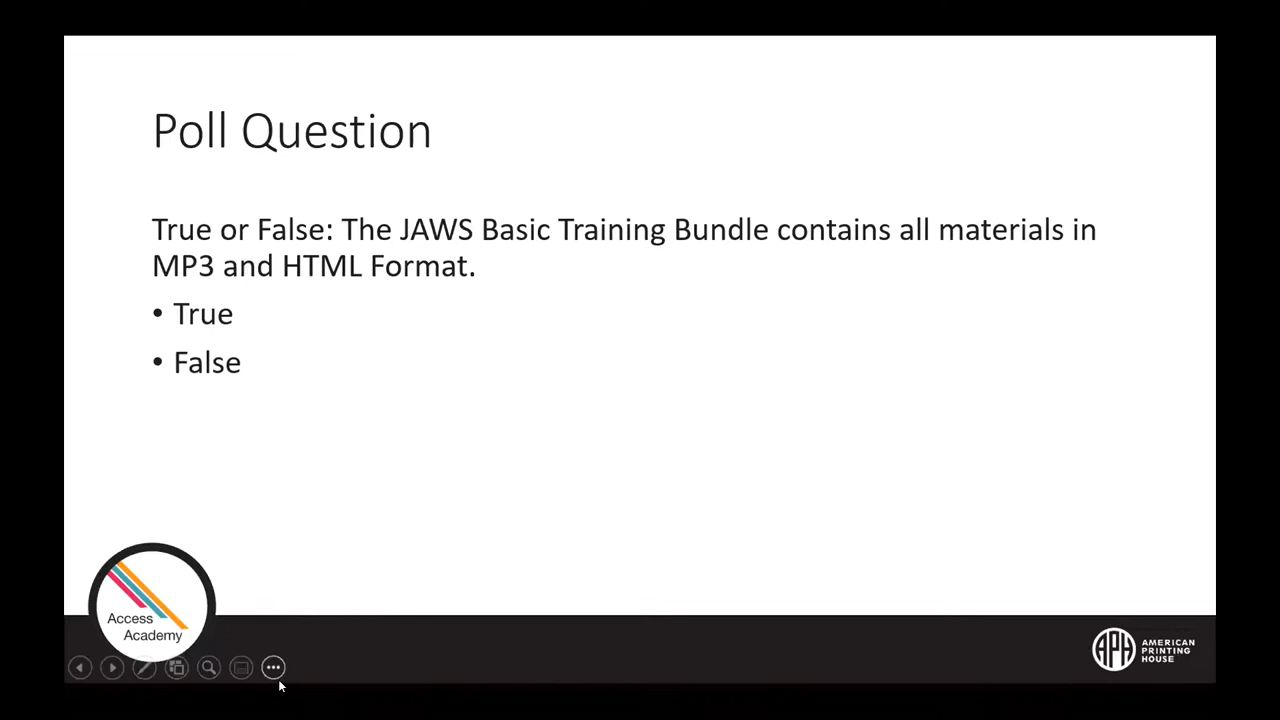 Poll Question
True or False: The JAWS Basic Training Bundle contains all materials in
MP3 and HTML Format.
• True
• False
Access
Academy
APH
AMERICAN
PRINTING
HOUSE